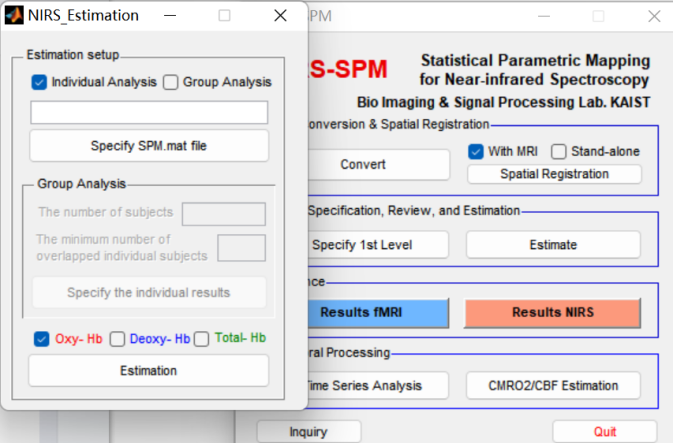 NIRS_Estimation
Estimation setup
Individual Analysis
Group Analysis
Specify SPM.mat file
Group Analysis
The number of subjects
The minimum number of
overlapped individual subjects
Specify the individual results
Oxy- Hb
Deoxy- Hb
Total- Hb
Estimation
SPM
S-SPM
Statistical Parametric Mapping
for Near-infrared Spectroscopy
Bio Imaging & Signal Processing Lab. KAIST
onversion & Spatial Registration
Convert
With MRI
Stand-alone
Spatial Registration
Specification, Review, and Estimation
Specify 1st Level
Estimate
nce
Results fMRI
Results NIRS
ral Processing
Time Series Analysis
CMRO2/CBF Estimation
Inquiry
Quit